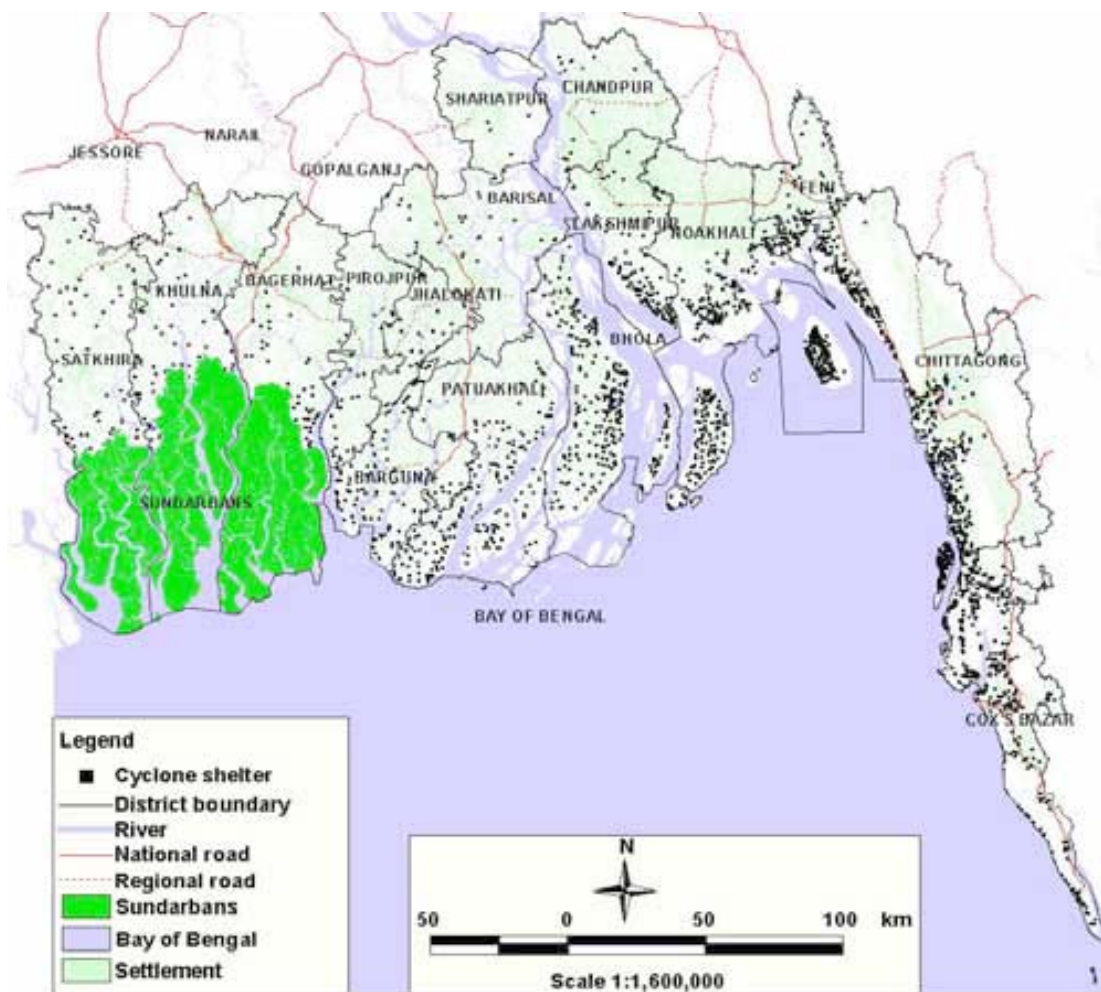 CHANDPUR
SHARIATPUR
NARAIL
JESSORE
GOPALGANJ
FENI
BARISAL
LAKSHMIPUR
NOAKHALI
BAGERHAT
PIROJPUR
KHULNA
JHALOKATI
BHOLA
SATKHIRA
CHITTAGONG
PATUAKHALI
BARGUNA
SUNDARBANS
BAY OF BENGAL
COX'S BAZAR
Legend
Cyclone shelter
District boundary
River
National road
Regional road
Sundarbans
Bay of Bengal
Settlement
N
50 0 50 100 km
Scale 1:1,600,000